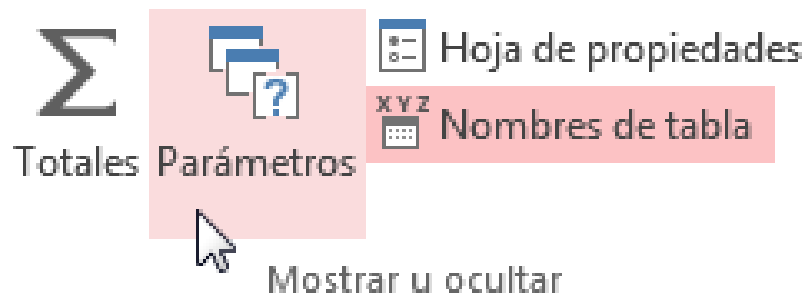 Totales
Parámetros
Hoja de propiedades
XYZ
Nombres de tabla
Mostrar u ocultar